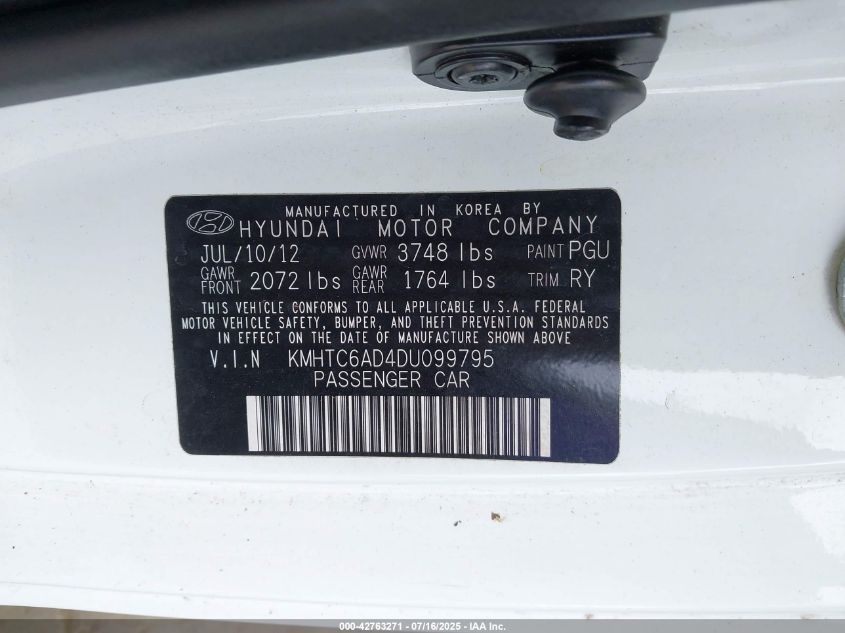 MANUFACTURED IN KOREA BY
HYUNDAI MOTOR COMPANY
JUL/10/12 GVWR 3748 lbs PAINT PGU
GAWR FRONT 2072 lbs GAWR REAR 1764 lbs TRIM RY
THIS VEHICLE CONFORMS TO ALL APPLICABLE U.S.A. FEDERAL
MOTOR VEHICLE SAFETY, BUMPER, AND THEFT PREVENTION STANDARDS
IN EFFECT ON THE DATE OF MANUFACTURE SHOWN ABOVE
V.I.N KMHTC6AD4DU099795
PASSENGER CAR
000-42763271 - 07/16/2025 - IAA Inc.